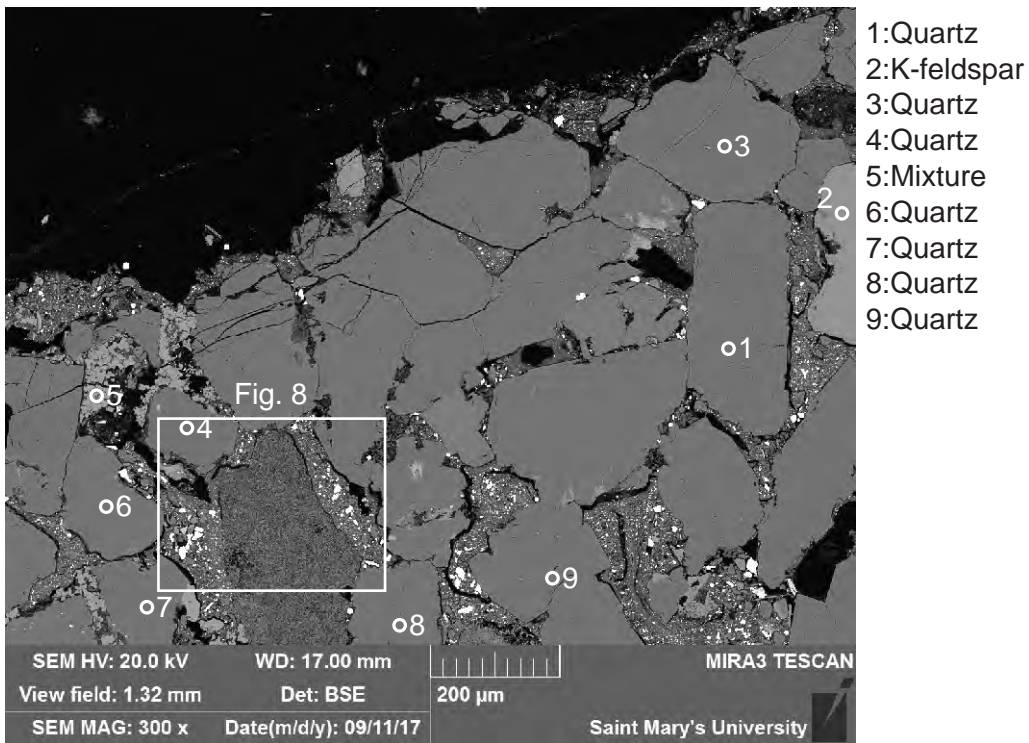 1:Quartz
2:K-feldspar
3:Quartz
4:Quartz
5:Mixture
6:Quartz
7:Quartz
8:Quartz
9:Quartz
3
2
1
Fig. 8
5
4
6
9
7
8
SEM HV: 20.0 kV WD: 17.00 mm MIRA3 TESCAN
View field: 1.32 mm Det: BSE 200 µm
SEM MAG: 300 x Date(m/d/y): 09/11/17 Saint Mary's University